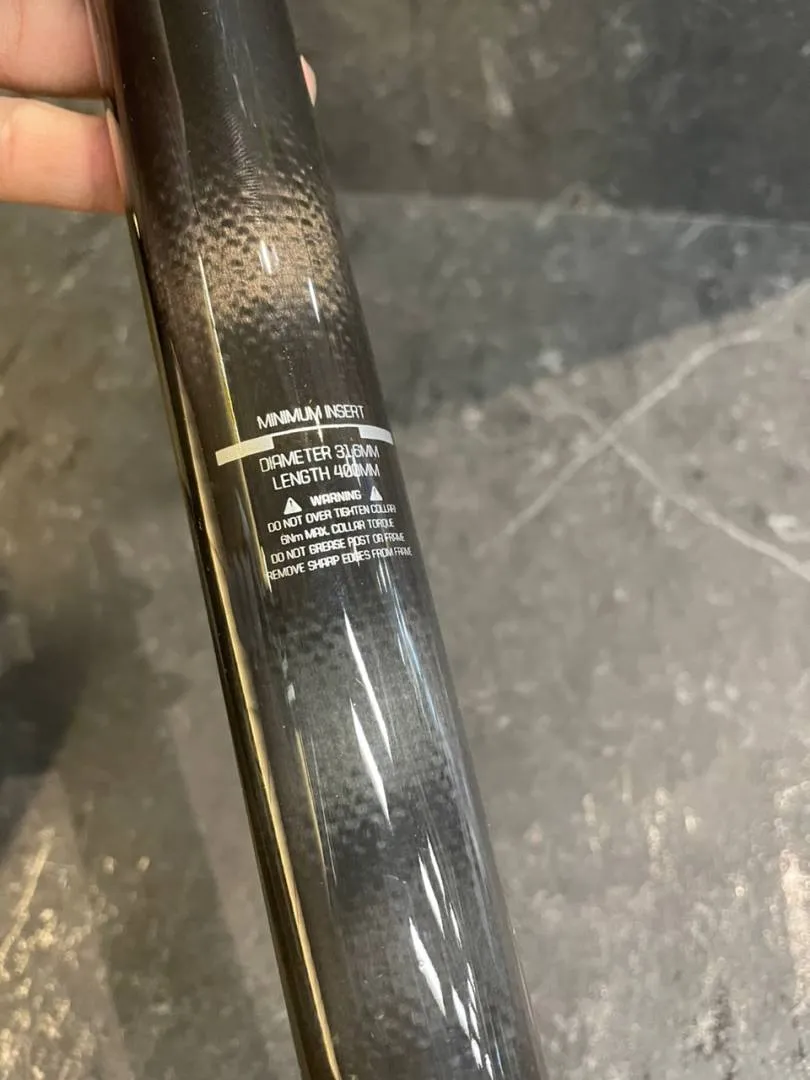 MINIMUM INSERT
DIAMETER 31.6MM
LENGTH 400MM
WARNING
DO NOT OVER TIGHTEN COLLAR
6Nm MAX. COLLAR TORQUE
DO NOT GREASE POST OR FRAME
REMOVE SHARP EDGES FROM FRAME